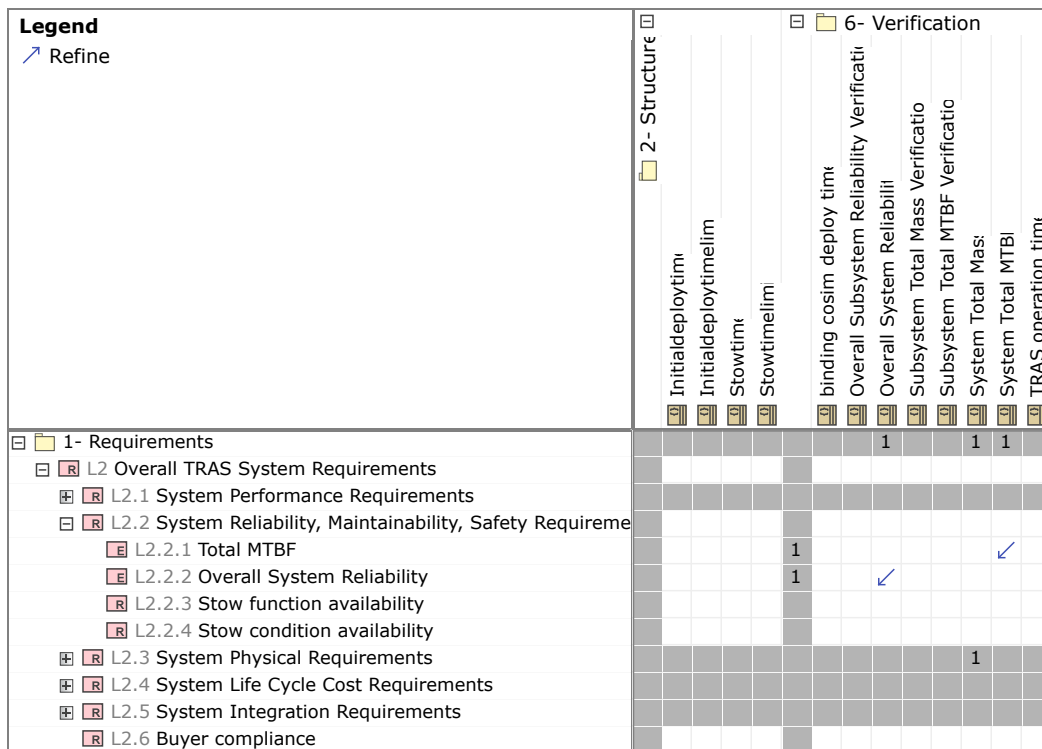 Legend
Refine
2- Structure
6- Verification
Initialdeploytime
Initialdeploytimelim
Stowtime
Stowtimelimi
binding cosim deploy time
Overall Subsystem Reliability Verificatio
Overall System Reliabilit
Subsystem Total Mass Verificatio
Subsystem Total MTBF Verificatio
System Total Mass
System Total MTBF
TRAS operation time
1- Requirements 1 1 1
L2 Overall TRAS System Requirements
L2.1 System Performance Requirements
L2.2 System Reliability, Maintainability, Safety Requireme
L2.2.1 Total MTBF 1
L2.2.2 Overall System Reliability 1
L2.2.3 Stow function availability
L2.2.4 Stow condition availability
L2.3 System Physical Requirements 1
L2.4 System Life Cycle Cost Requirements
L2.5 System Integration Requirements
L2.6 Buyer compliance